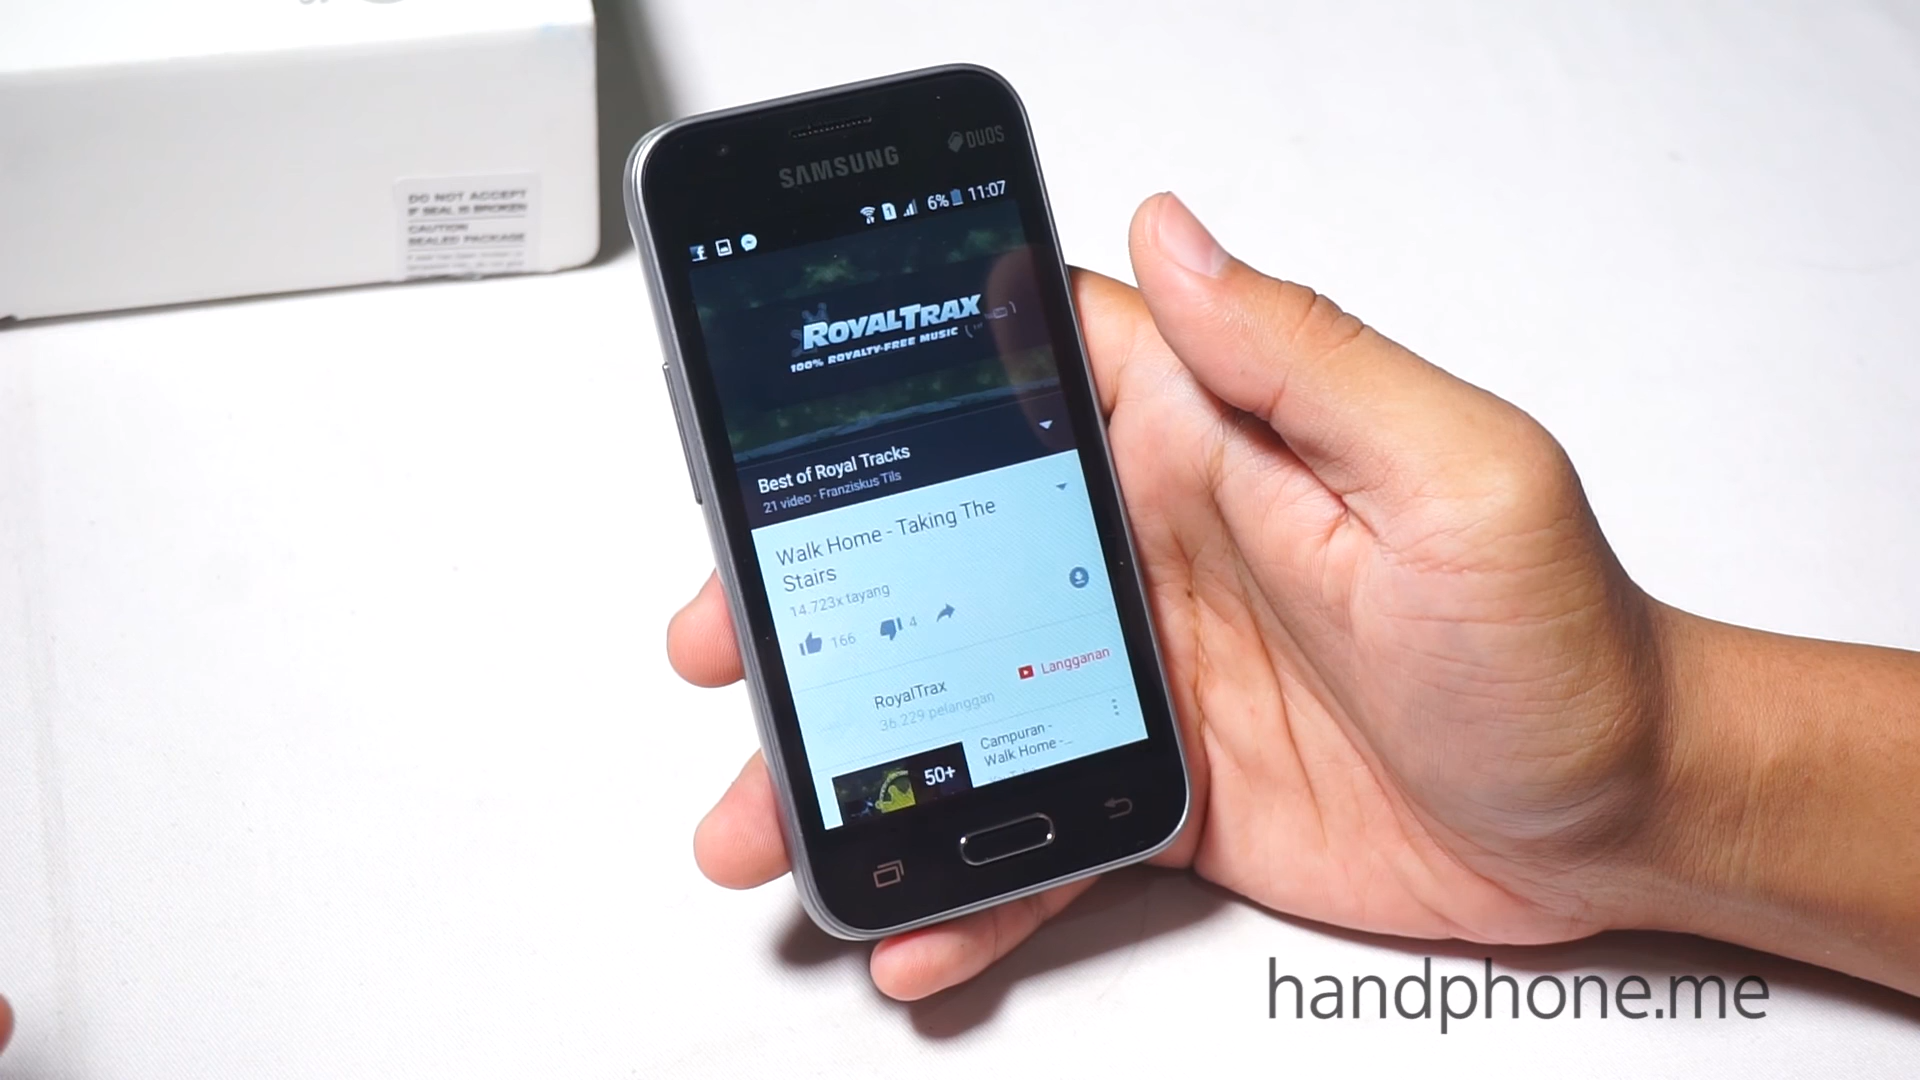 DO NOT ACCEPT
IF SEAL IS BROKEN
CAUTION
SEALED PACKAGE
SAMSUNG
DUOS
6% 11:07
ROYALTRAX
100% ROYALTY-FREE MUSIC
Best of Royal Tracks
21 video · Franziskus Tils
Walk Home - Taking The
Stairs
14.723x tayang
166 4
RoyalTrax
36.229 pelanggan
Langganan
50+
Campuran -
Walk Home -...
handphone.me